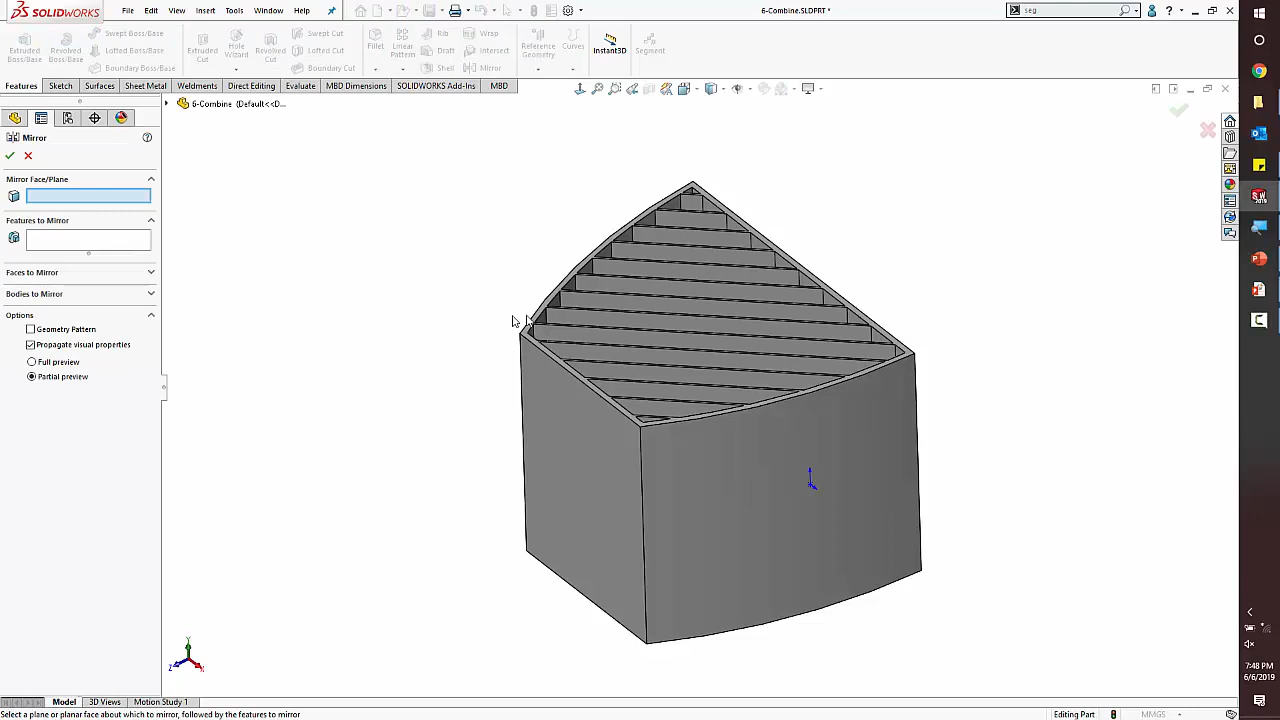 SOLIDWORKS
File
Edit
View
Insert
Tools
Window
Help
6-Combine.SLDPRT *
seg
Extruded Boss/Base
Revolved Boss/Base
Swept Boss/Base
Lofted Boss/Base
Boundary Boss/Base
Extruded Cut
Hole Wizard
Revolved Cut
Swept Cut
Lofted Cut
Boundary Cut
Fillet
Linear Pattern
Rib
Draft
Shell
Wrap
Intersect
Mirror
Reference Geometry
Curves
Instant3D
Segment
Features
Sketch
Surfaces
Sheet Metal
Weldments
Direct Editing
Evaluate
MBD Dimensions
SOLIDWORKS Add-Ins
MBD
6-Combine (Default<<D...
Mirror
Mirror Face/Plane
Features to Mirror
Faces to Mirror
Bodies to Mirror
Options
Geometry Pattern
Propagate visual properties
Full preview
Partial preview
Y
Z
X
7:48 PM
6/6/2019
Model
3D Views
Motion Study 1
Select a plane or planar face about which to mirror, followed by the features to mirror
Editing Part
MMGS